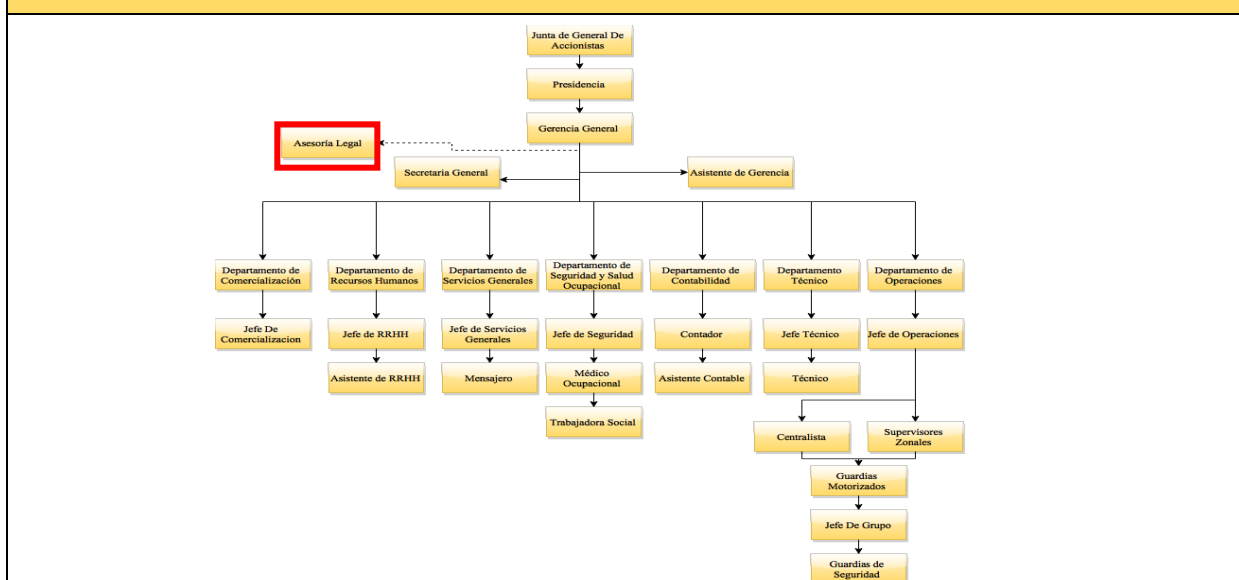 Junta de General De
Accionistas
Presidencia
Gerencia General
Asesoría Legal
Secretaria General
Asistente de Gerencia
Departamento de
Comercialización
Departamento de
Recursos Humanos
Departamento de
Servicios Generales
Departamento de
Seguridad y Salud
Ocupacional
Departamento de
Contabilidad
Departamento
Técnico
Departamento de
Operaciones
Jefe De
Comercializacion
Jefe de RRHH
Jefe de Servicios
Generales
Jefe de Seguridad
Contador
Jefe Técnico
Jefe de Operaciones
Asistente de RRHH
Mensajero
Médico
Ocupacional
Asistente Contable
Técnico
Trabajadora Social
Centralista
Supervisores
Zonales
Guardias
Motorizados
Jefe De Grupo
Guardias de
Seguridad